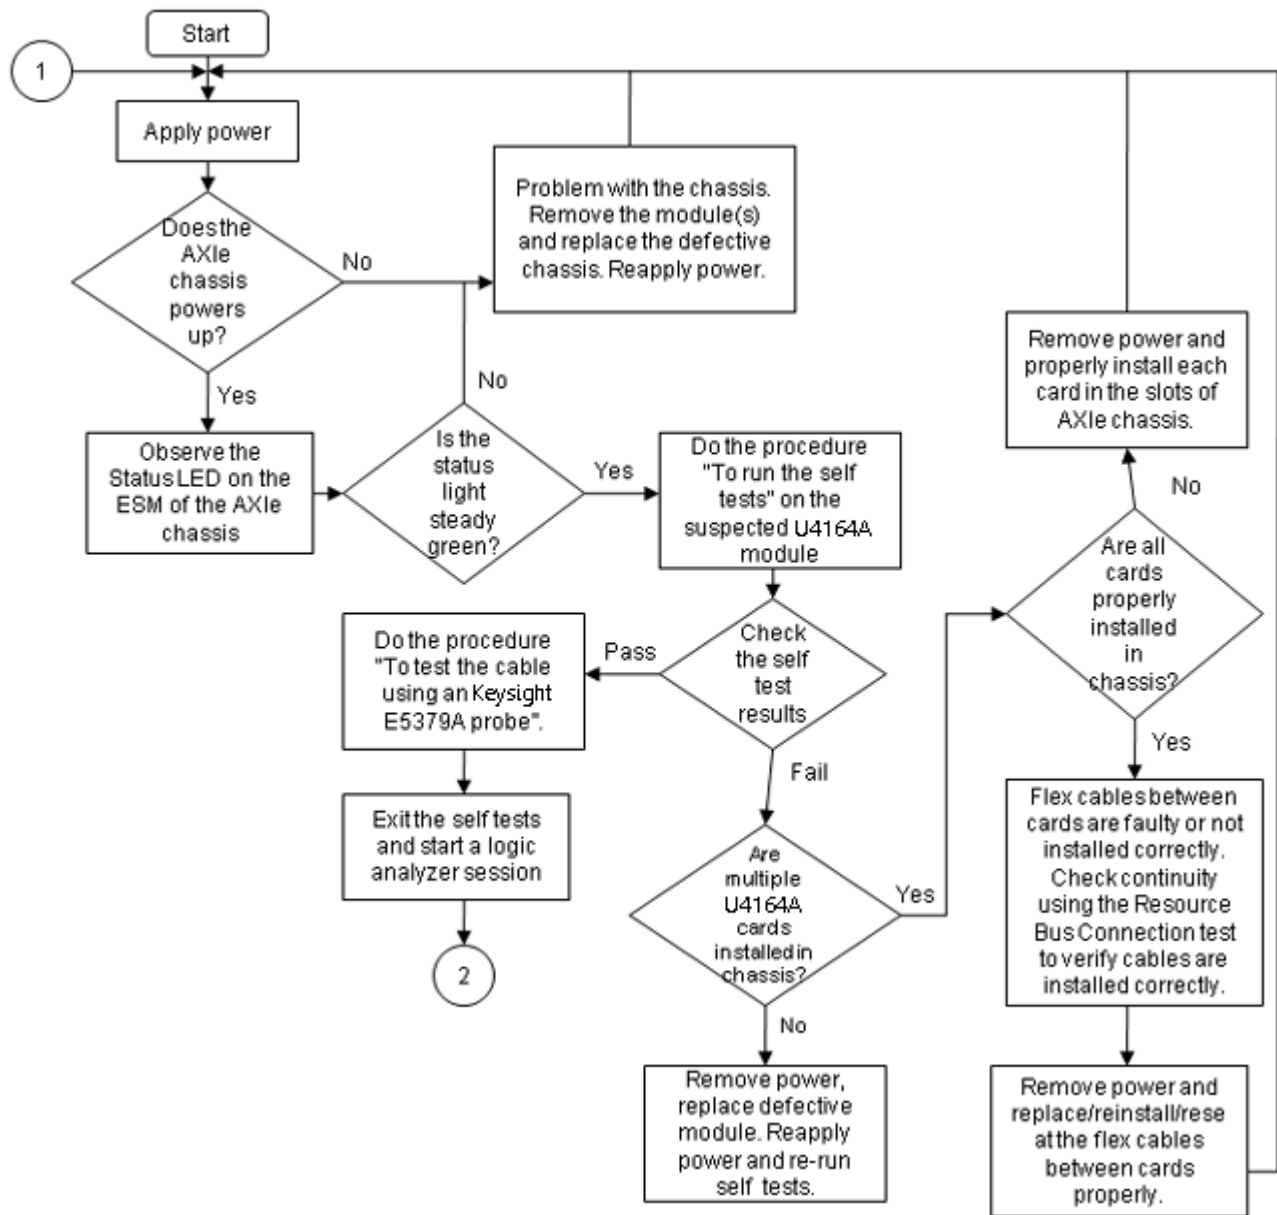 Start
1
Apply power
Does the
AXIe
chassis
powers
up?
No
Problem with the chassis.
Remove the module(s)
and replace the defective
chassis. Reapply power.
Yes
No
Observe the
Status LED on the
ESM of the AXIe
chassis
Is the
status
light
steady
green?
Yes
Do the procedure
"To run the self
tests" on the
suspected U4164A
module
Remove power and
properly install each
card in the slots of
AXIe chassis.
No
Are all
cards
properly
installed
in
chassis?
Yes
Check
the self
test
results
Pass
Do the procedure
"To test the cable
using an Keysight
E5379A probe".
Exit the self tests
and start a logic
analyzer session
2
Fail
Are
multiple
U4164A
cards
installed in
chassis?
Yes
No
Remove power,
replace defective
module. Reapply
power and re-run
self tests.
Flex cables between
cards are faulty or not
installed correctly.
Check continuity
using the Resource
Bus Connection test
to verify cables are
installed correctly.
Remove power and
replace/reinstall/rese
at the flex cables
between cards
properly.